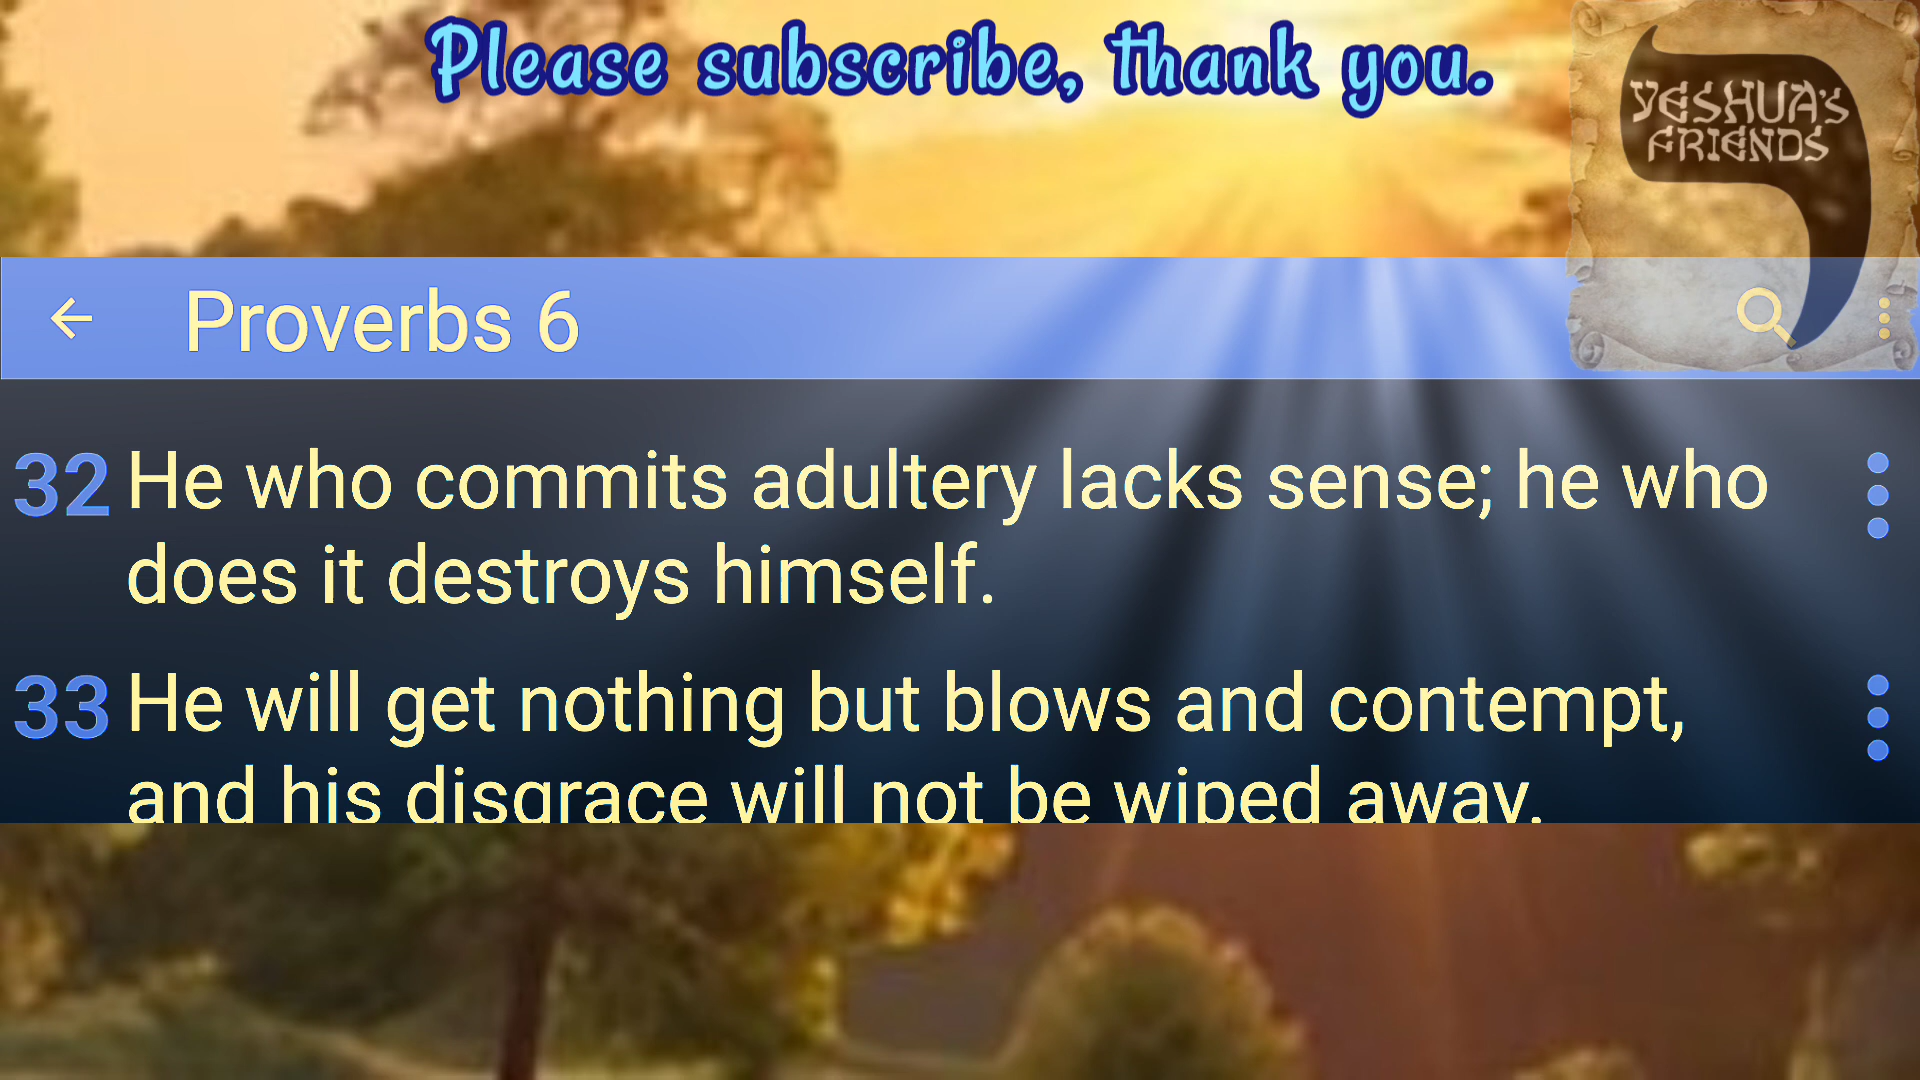 Please subscribe, thank you.
YESHUA'S
FRIENDS
Proverbs 6
32 He who commits adultery lacks sense; he who
does it destroys himself.
33 He will get nothing but blows and contempt,
and his disgrace will not be wiped away.